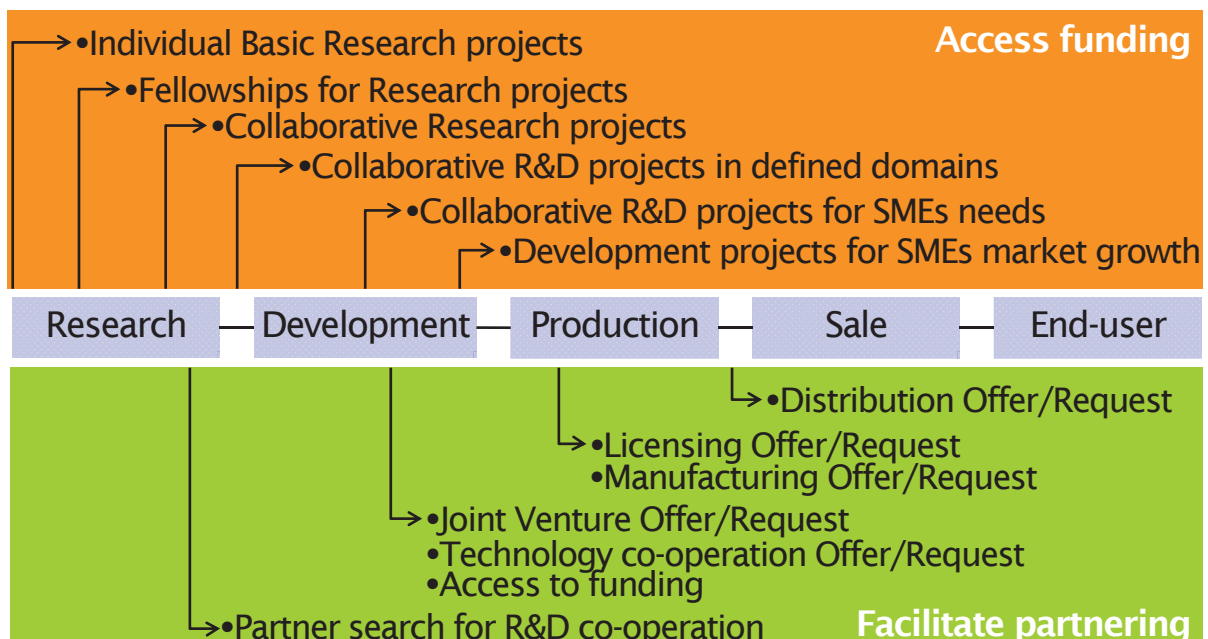 Access funding
•Individual Basic Research projects
•Fellowships for Research projects
•Collaborative Research projects
•Collaborative R&D projects in defined domains
•Collaborative R&D projects for SMEs needs
•Development projects for SMEs market growth
Research Development Production Sale End-user
•Distribution Offer/Request
•Licensing Offer/Request
•Manufacturing Offer/Request
•Joint Venture Offer/Request
•Technology co-operation Offer/Request
•Access to funding
•Partner search for R&D co-operation
Facilitate partnering